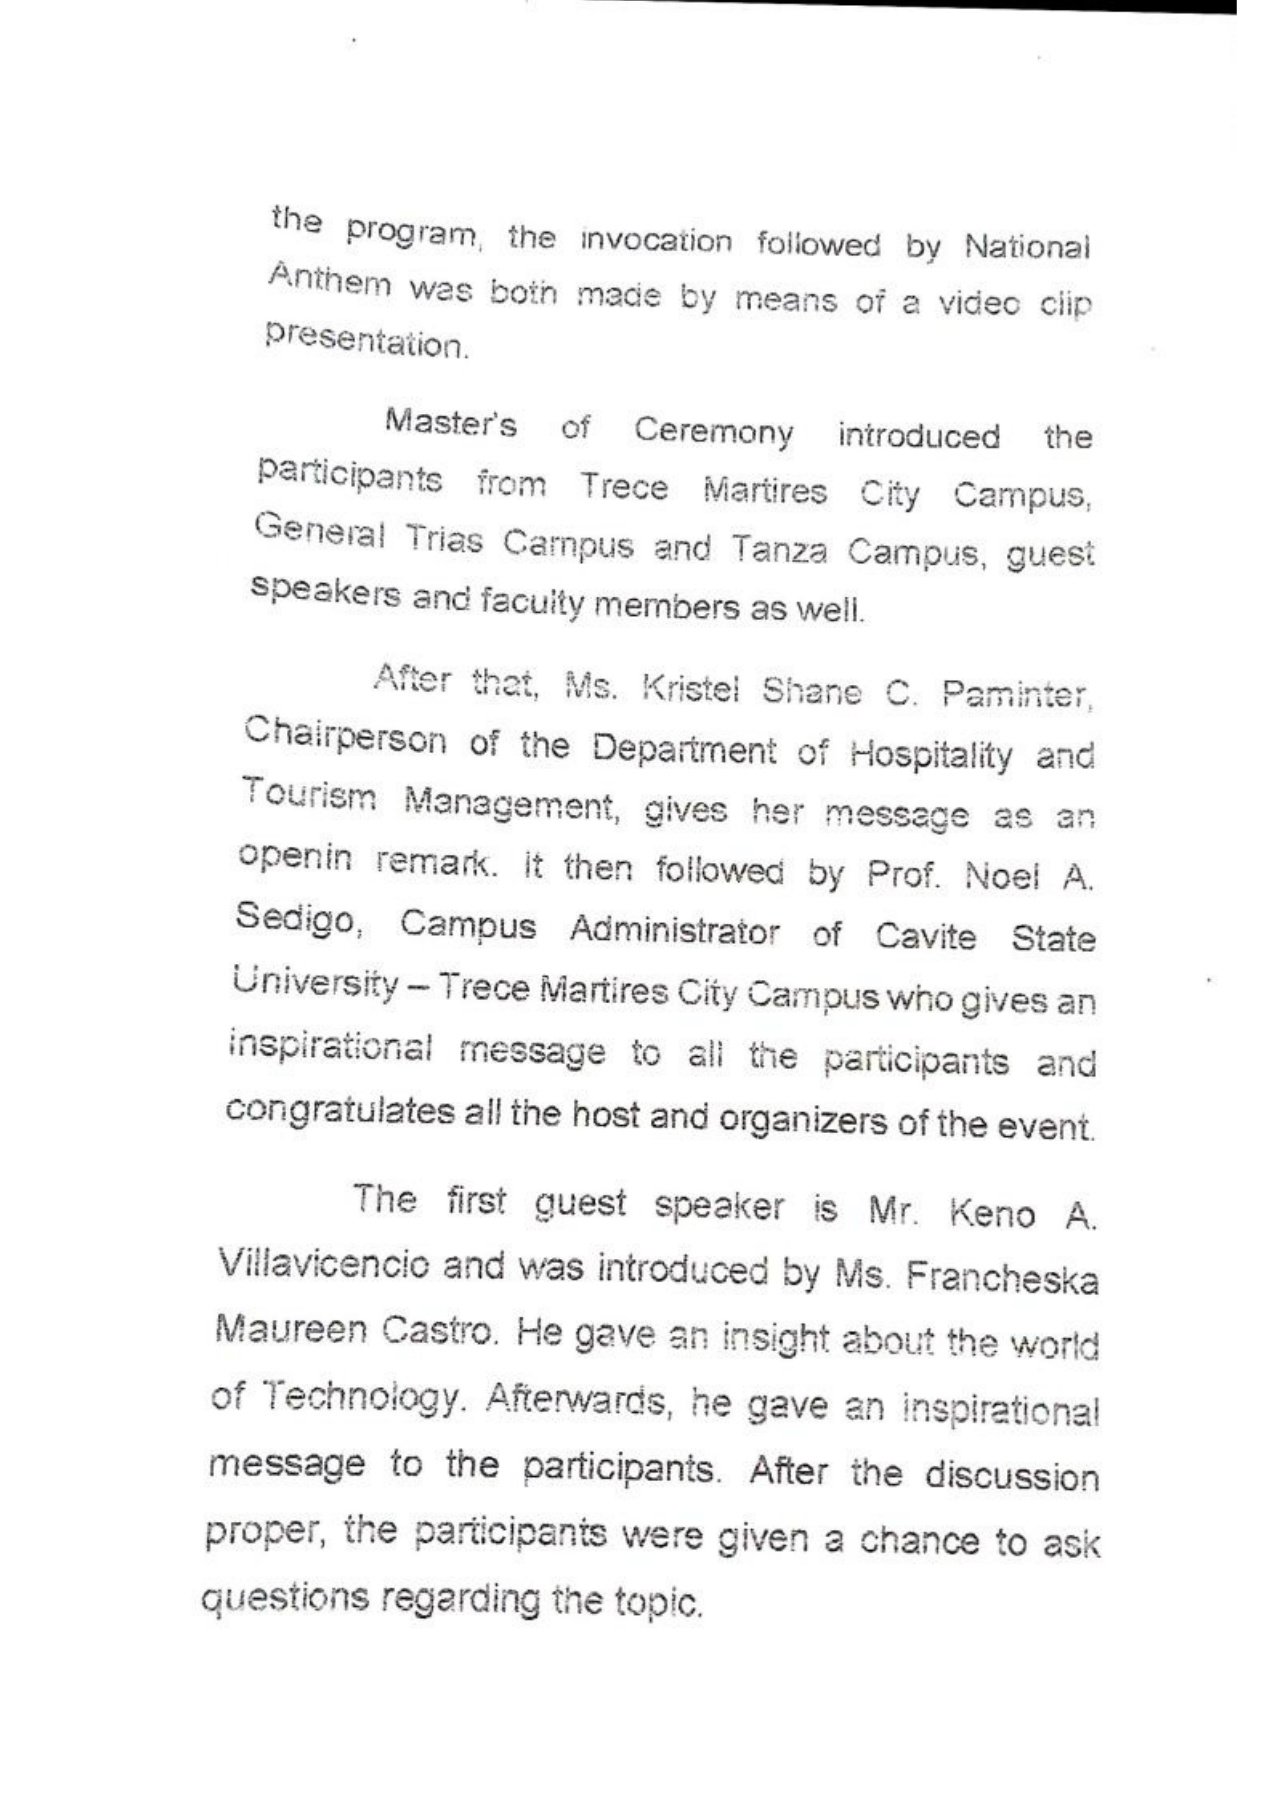 the program, the invocation followed by National
Anthem was both made by means of a video clip
presentation.
Master's of Ceremony introduced the
participants from Trece Martires City Campus,
General Trias Campus and Tanza Campus, guest
speakers and faculty members as well.
After that, Ms. Kristel Shane C. Paminter,
Chairperson of the Department of Hospitality and
Tourism Management, gives her message as an
openin remark. It then followed by Prof. Noel A.
Sedigo, Campus Administrator of Cavite State
University – Trece Martires City Campus who gives an
inspirational message to all the participants and
congratulates all the host and organizers of the event.
The first guest speaker is Mr. Keno A.
Villavicencio and was introduced by Ms. Francheska
Maureen Castro. He gave an insight about the world
of Technology. Afterwards, he gave an inspirational
message to the participants. After the discussion
proper, the participants were given a chance to ask
questions regarding the topic.